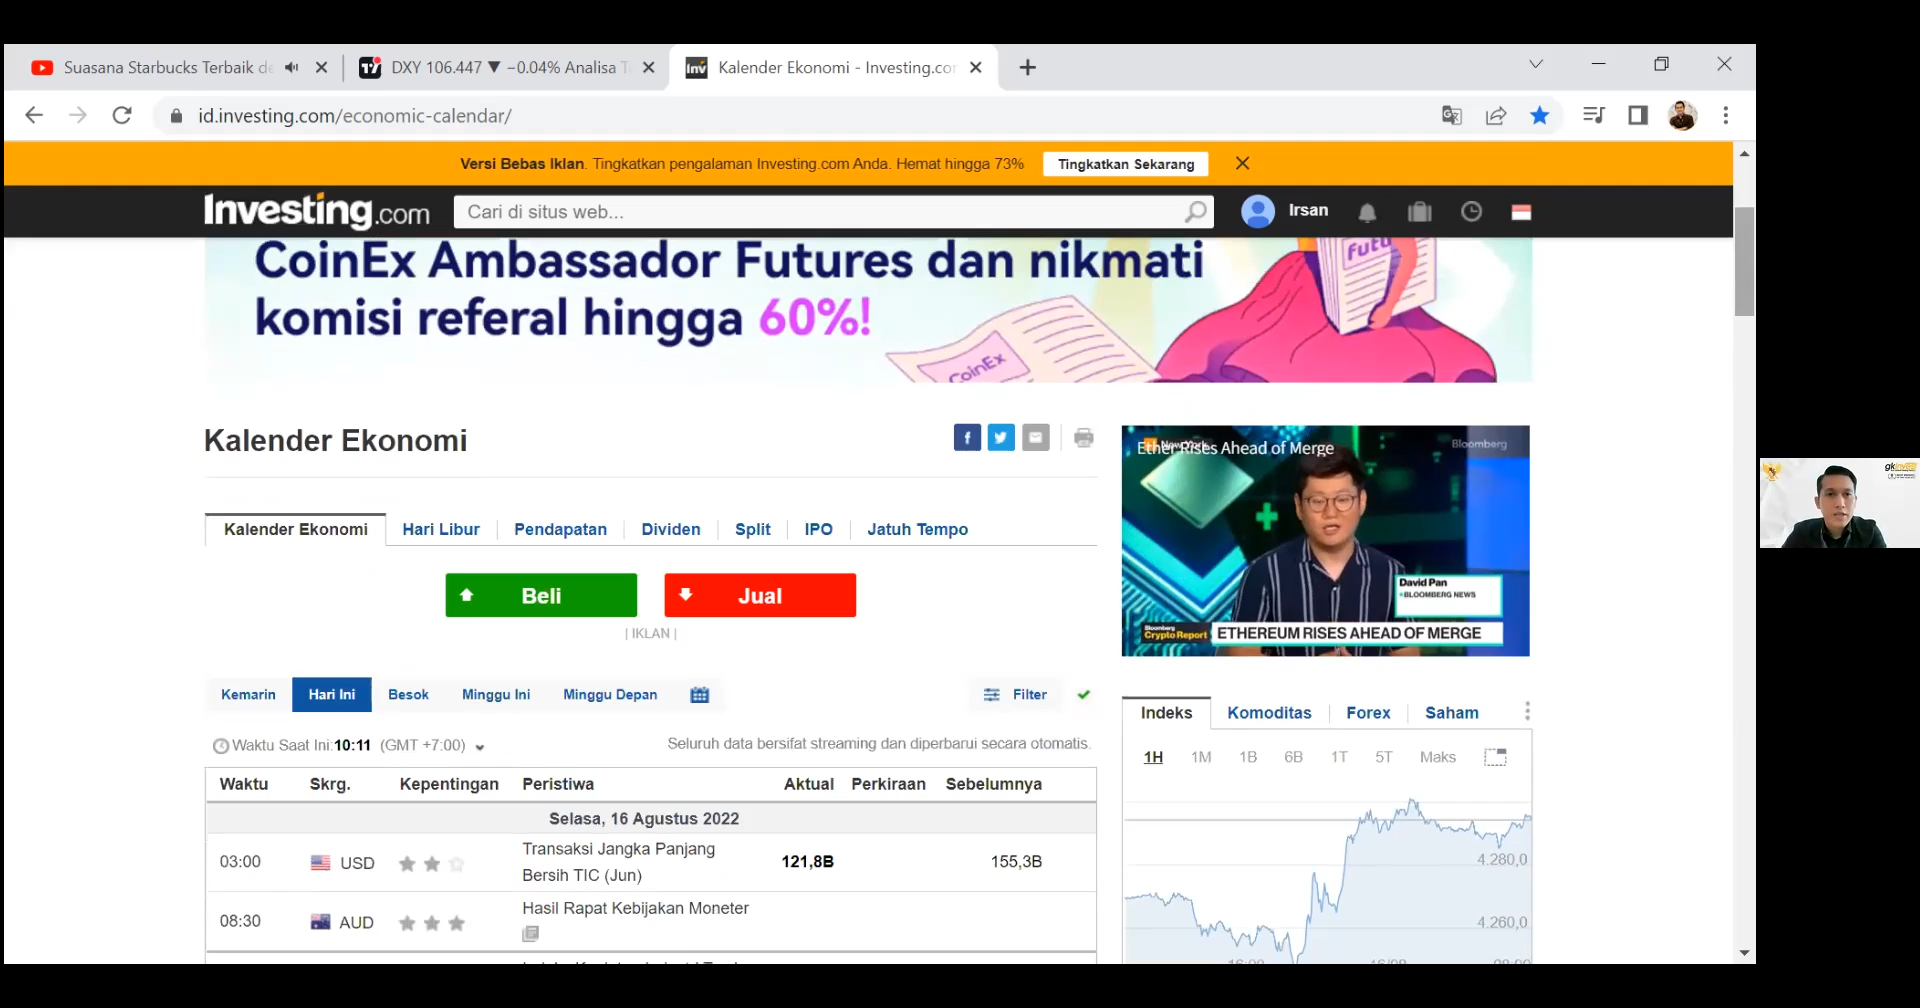 Suasana Starbucks Terbaik de
DXY 106.447 ▼ −0.04% Analisa T
Kalender Ekonomi - Investing.co
id.investing.com/economic-calendar/
Versi Bebas Iklan. Tingkatkan pengalaman Investing.com Anda. Hemat hingga 73%
Tingkatkan Sekarang
Investing.com
Cari di situs web...
Irsan
CoinEx Ambassador Futures dan nikmati
komisi referal hingga 60%!
Futu
CoinEx
Kalender Ekonomi
Ether Rises Ahead of Merge
Bloomberg
David Pan
BLOOMBERG NEWS
Bloomberg
Crypto Report
ETHEREUM RISES AHEAD OF MERGE
gkinvest
Kalender Ekonomi Hari Libur Pendapatan Dividen Split IPO Jatuh Tempo
Beli Jual
| IKLAN |
Kemarin Hari Ini Besok Minggu Ini Minggu Depan Filter
Waktu Saat Ini:10:11 (GMT +7:00)
Seluruh data bersifat streaming dan diperbarui secara otomatis.
Waktu Skrg. Kepentingan Peristiwa Aktual Perkiraan Sebelumnya
Selasa, 16 Agustus 2022
03:00 USD Transaksi Jangka Panjang 121,8B 155,3B
Bersih TIC (Jun)
08:30 AUD Hasil Rapat Kebijakan Moneter
Indeks Komoditas Forex Saham
1H 1M 1B 6B 1T 5T Maks
4.280,0
4.260,0